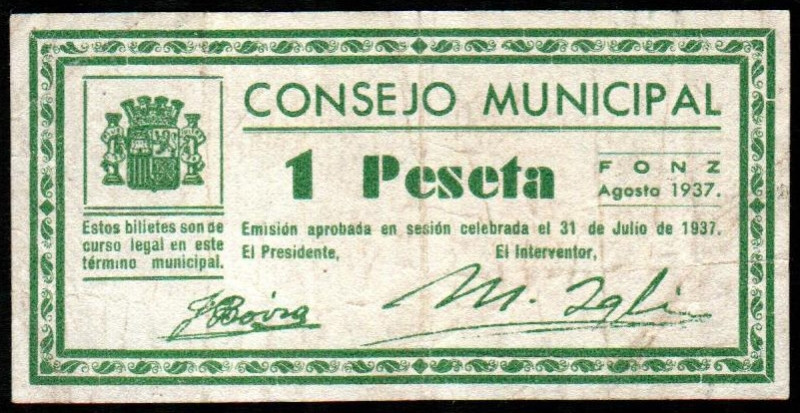 CONSEJO MUNICIPAL
1 Peseta
FONZ
Agosto 1937.
Estos billetes son de
curso legal en este
término municipal.
Emisión aprobada en sesión celebrada el 31 de Julio de 1937.
El Presidente,
El Interventor,